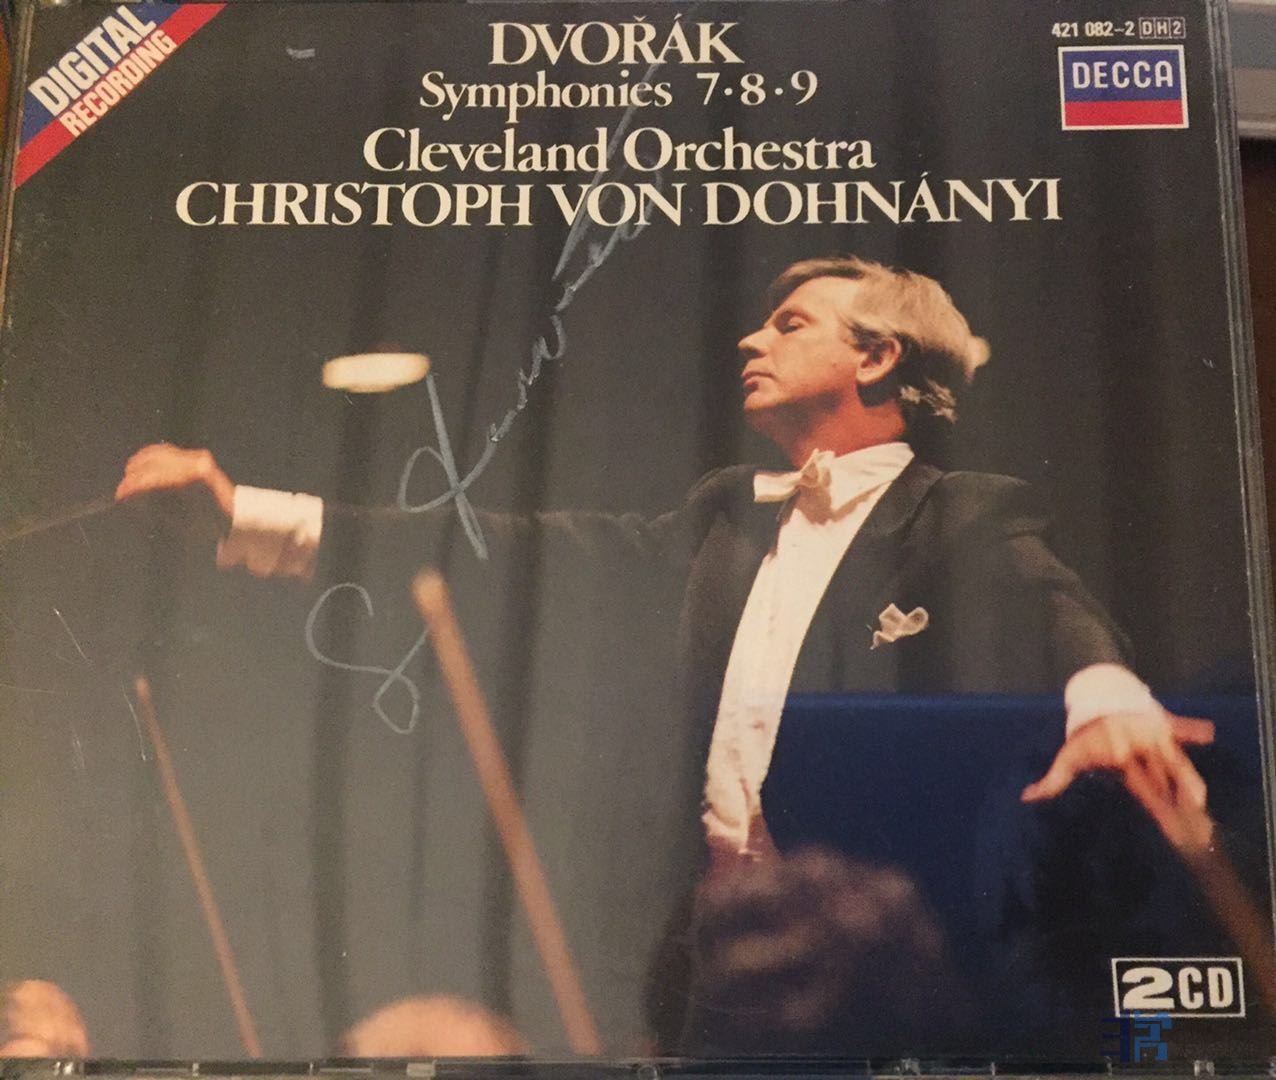 DIGITAL
RECORDING
DVOŘÁK
Symphonies 7·8·9
Cleveland Orchestra
CHRISTOPH VON DOHNÁNYI
421 082-2 DH2
DECCA
2CD